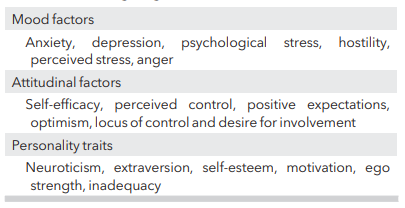 Mood factors
Anxiety, depression, psychological stress, hostility,
perceived stress, anger
Attitudinal factors
Self-efficacy, perceived control, positive expectations,
optimism, locus of control and desire for involvement
Personality traits
Neuroticism, extraversion, self-esteem, motivation, ego
strength, inadequacy